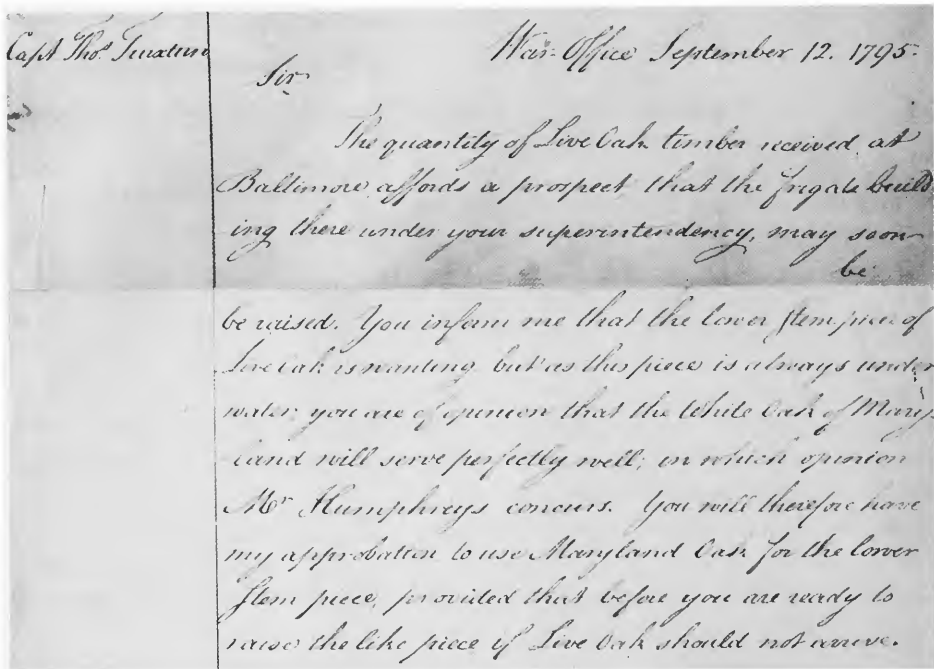 Capt Thos. Truxtun
War Office September 12. 1795.
Sir
The quantity of Live Oak timber received at
Baltimore affords a prospect that the frigate build
ing there under your superintendency, may soon
be
be raised. You inform me that the lower stem piece of
Live Oak is wanting but as this piece is always under
water, you are of opinion that the White Oak of Mary
land will serve perfectly well; in which opinion
Mr Humphreys concurs. You will therefore have
my approbation to use Maryland Oak for the lower
stem piece, provided that before you are ready to
raise the like piece of Live Oak should not arrive.